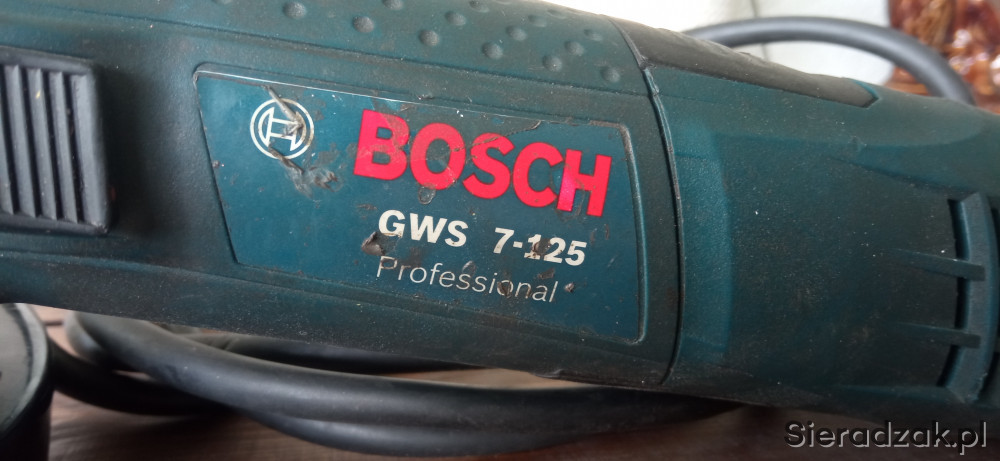 BOSCH
GWS 7-125
Professional
Sieradzak.pl